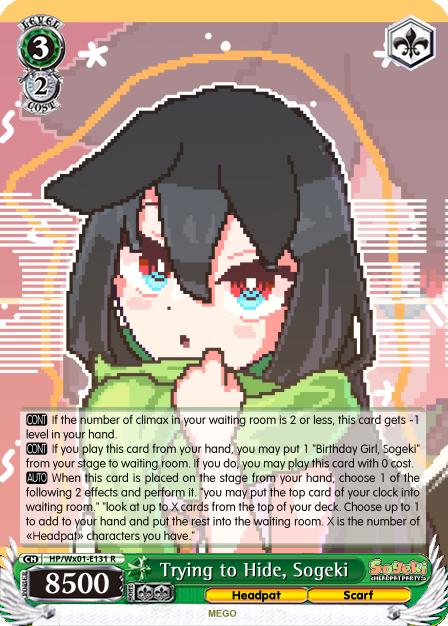 LEVEL
3
2
COST
CONT If the number of climax in your waiting room is 2 or less, this card gets -1
level in your hand.
CONT If you play this card from your hand, you may put 1 "Birthday Girl, Sogeki"
from your stage to waiting room. If you do, you may play this card with 0 cost.
AUTO When this card is placed on the stage from your hand, choose 1 of the
following 2 effects and perform it. "you may put the top card of your clock into
waiting room." "look at up to X cards from the top of your deck. Choose up to 1
to add to your hand and put the rest into the waiting room. X is the number of
«Headpat» characters you have."
CH HP/Wx01-E131 R
POWER
8500
SOUL
Trying to Hide, Sogeki
Sogeki
HEADPAT PARTY
Headpat
Scarf
MEGO